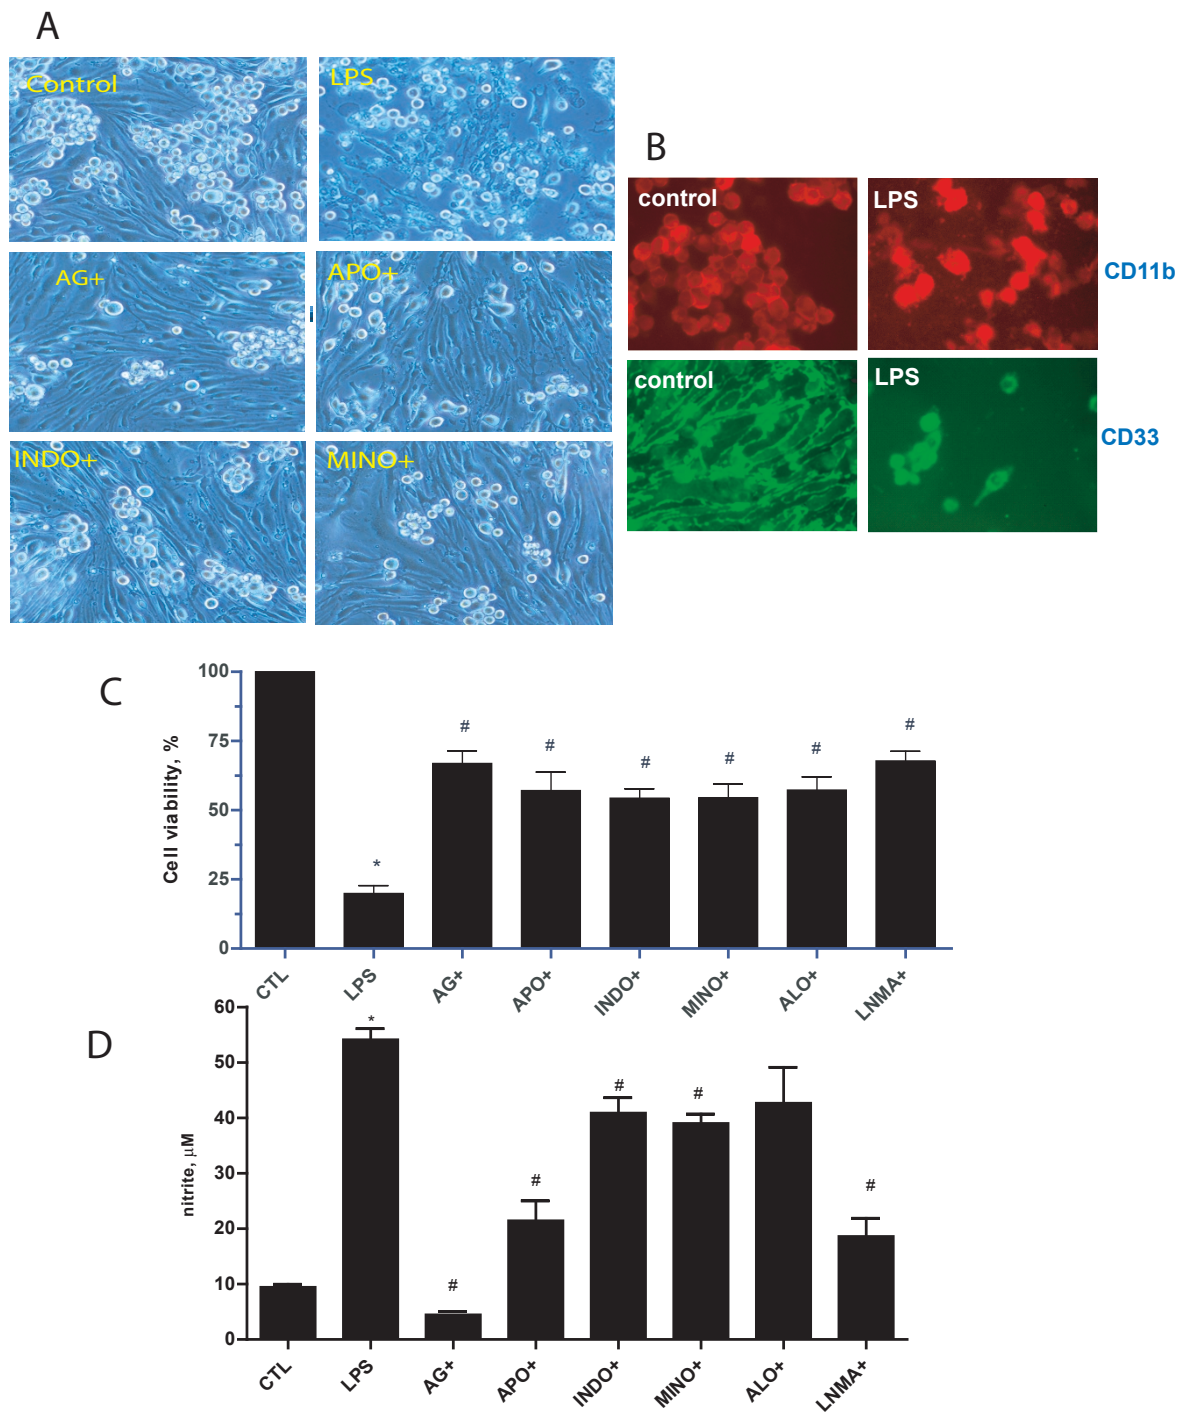 A
Control
LPS
AG+
APO+
INDO+
MINO+
B
control
LPS
CD11b
control
LPS
CD33
C
Cell viability, %
100
75
50
25
0
*
#
#
#
#
#
#
CTL
LPS
AG+
APO+
INDO+
MINO+
ALO+
LNMA+
D
nitrite, μM
60
50
40
30
20
10
0
*
#
#
#
#
#
CTL
LPS
AG+
APO+
INDO+
MINO+
ALO+
LNMA+